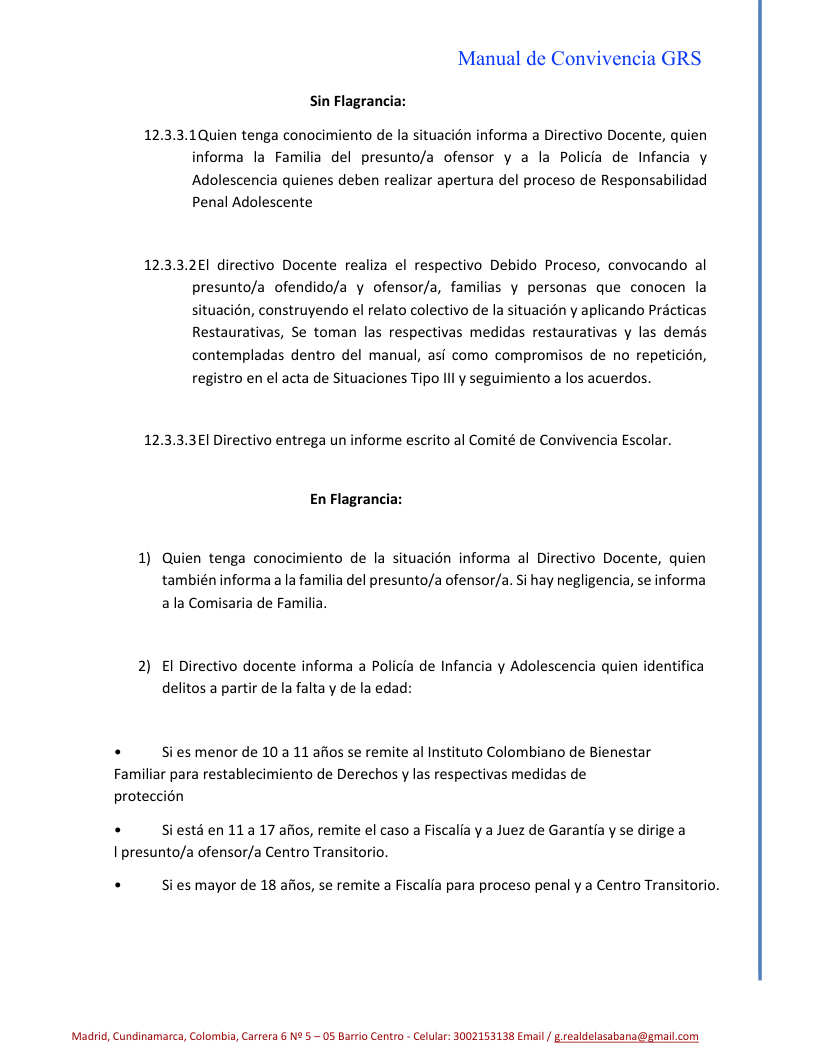 Manual de Convivencia GRS
Sin Flagrancia:
12.3.3.1Quien tenga conocimiento de la situación informa a Directivo Docente, quien
informa la Familia del presunto/a ofensor y a la Policía de Infancia y
Adolescencia quienes deben realizar apertura del proceso de Responsabilidad
Penal Adolescente
12.3.3.2El directivo Docente realiza el respectivo Debido Proceso, convocando al
presunto/a ofendido/a y ofensor/a, familias y personas que conocen la
situación, construyendo el relato colectivo de la situación y aplicando Prácticas
Restaurativas, Se toman las respectivas medidas restaurativas y las demás
contempladas dentro del manual, así como compromisos de no repetición,
registro en el acta de Situaciones Tipo III y seguimiento a los acuerdos.
12.3.3.3El Directivo entrega un informe escrito al Comité de Convivencia Escolar.
En Flagrancia:
1) Quien tenga conocimiento de la situación informa al Directivo Docente, quien
también informa a la familia del presunto/a ofensor/a. Si hay negligencia, se informa
a la Comisaria de Familia.
2) El Directivo docente informa a Policía de Infancia y Adolescencia quien identifica
delitos a partir de la falta y de la edad:
• Si es menor de 10 a 11 años se remite al Instituto Colombiano de Bienestar
Familiar para restablecimiento de Derechos y las respectivas medidas de
protección
• Si está en 11 a 17 años, remite el caso a Fiscalía y a Juez de Garantía y se dirige a
l presunto/a ofensor/a Centro Transitorio.
• Si es mayor de 18 años, se remite a Fiscalía para proceso penal y a Centro Transitorio.
Madrid, Cundinamarca, Colombia, Carrera 6 Nº 5 – 05 Barrio Centro - Celular: 3002153138 Email / g.realdelasabana@gmail.com